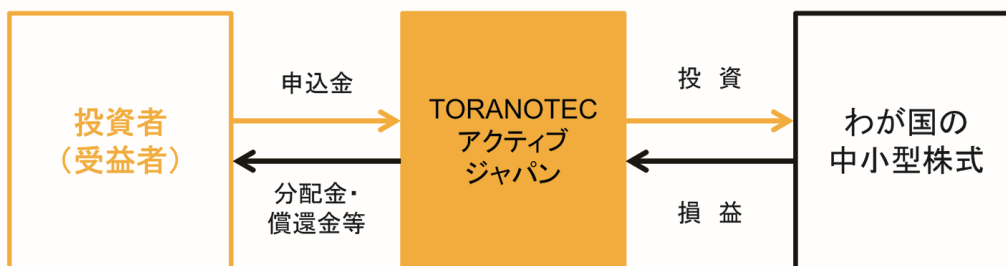 投資者
（受益者）
申込金
分配金・
償還金等
TORANOTEC
アクティブ
ジャパン
投　資
損　益
わが国の
中小型株式